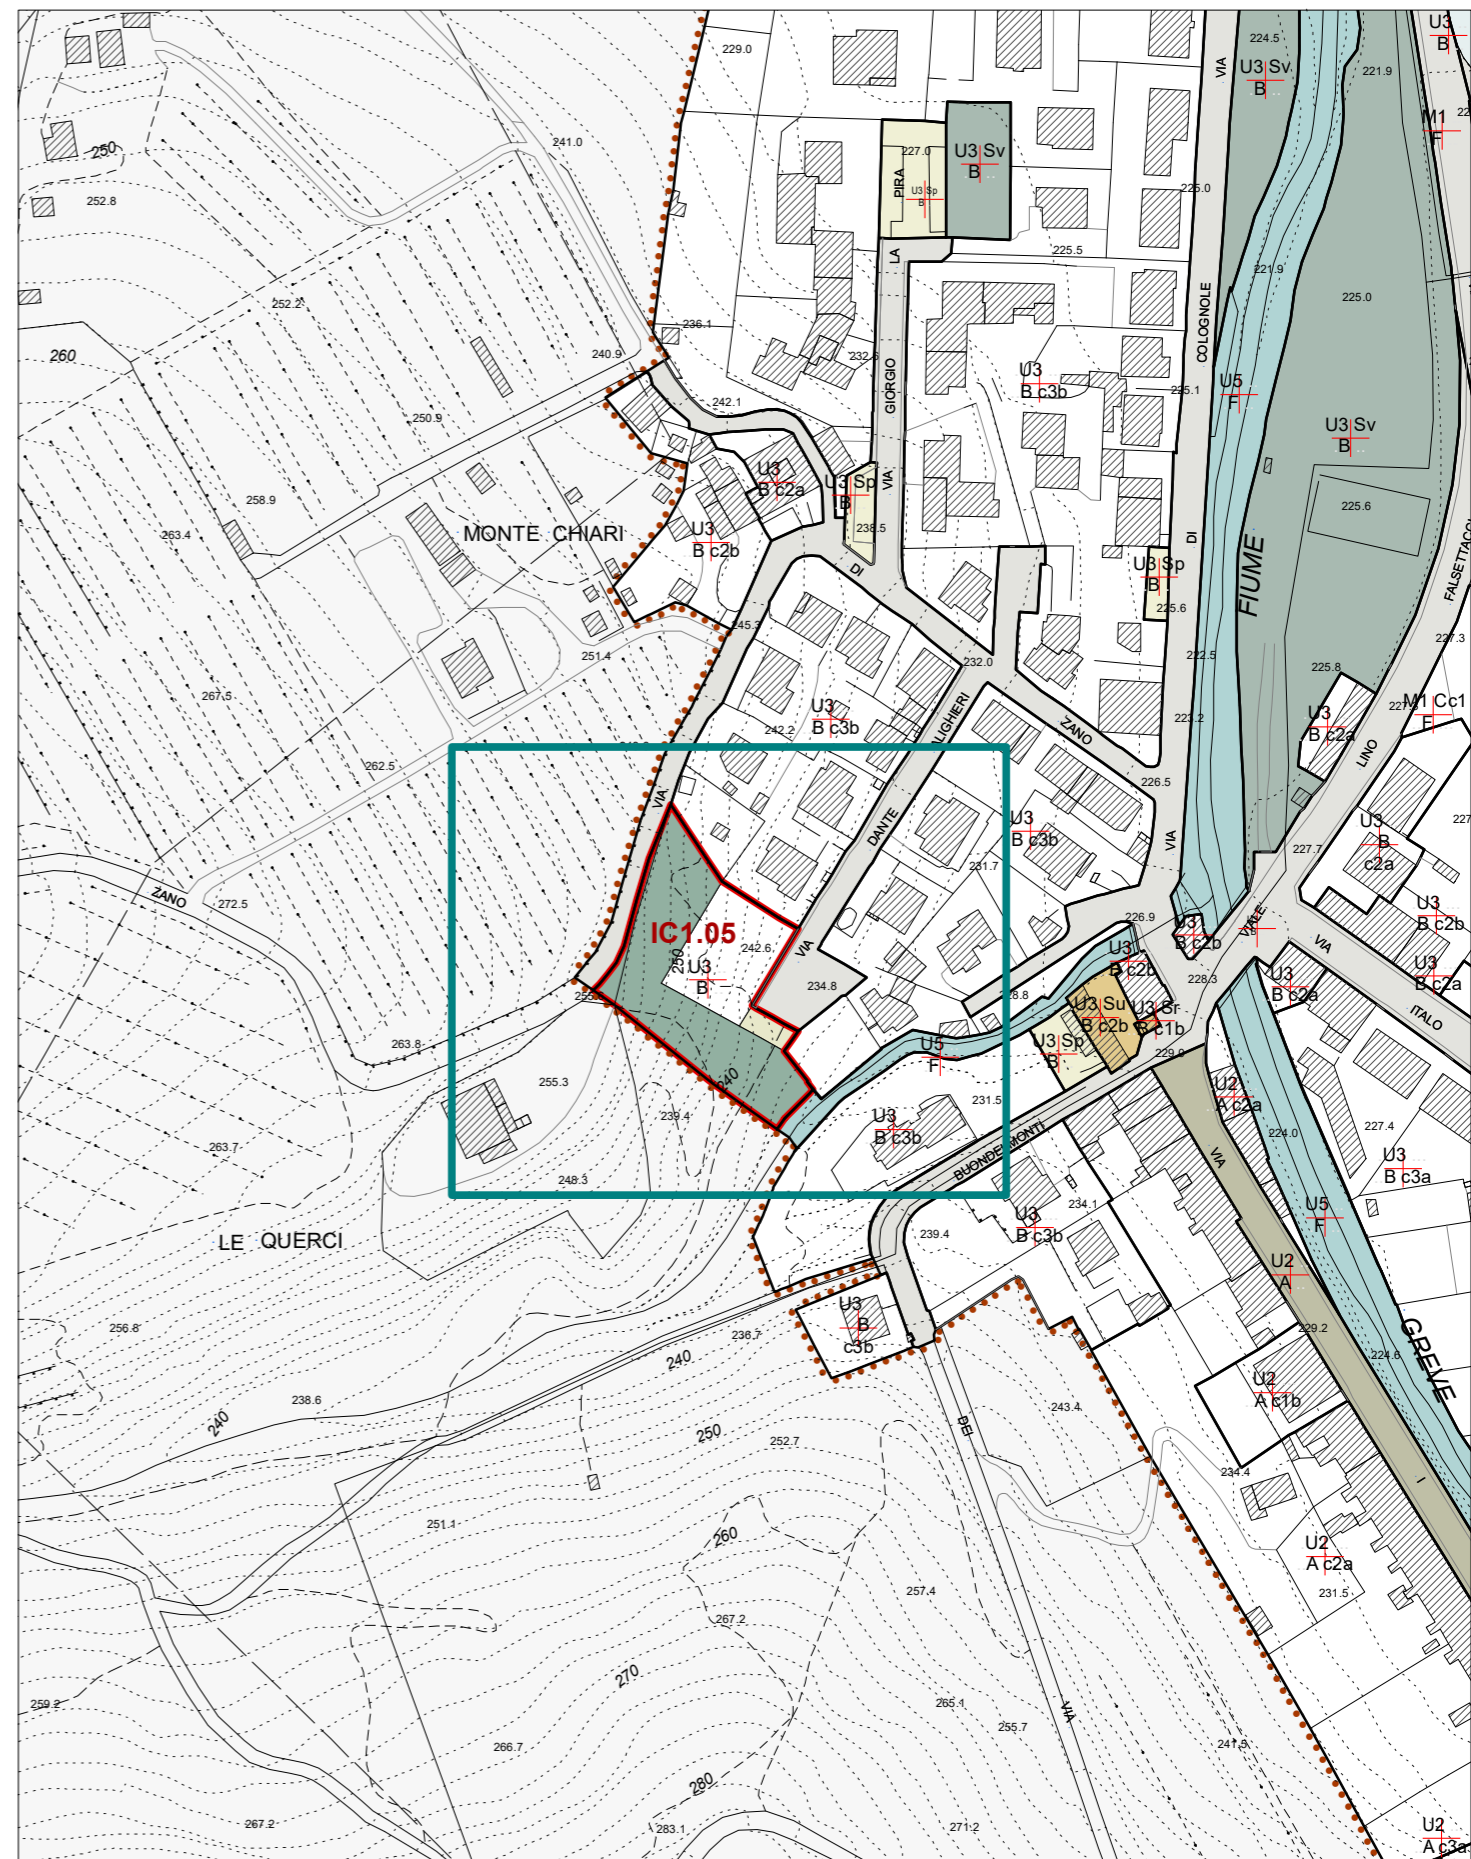 229.0
224.5
U3
B
221.9
U3 Sv
B
VIA
M1
F
241.0
250
227.0
U3 Sv
B
PIRA
U3 Sp
B
252.8
225.0
225.5
LA
221.9
225.0
252.2
COLOGNOLE
236.1
260
240.9
232.6
U3
B c3b
U5
F
225.1
GIORGIO
242.1
250.9
U3 Sv
B
U3
B c2a
U3 Sp
B
VIA
258.9
225.6
263.4
MONTE CHIARI
U3
B c2b
238.5
DI
DI
FIUME
U3 Sp
B
FALSETTACCI
225.6
245.3
227.3
251.4
222.5
232.0
225.8
267.5
ALIGHIERI
M1 Cc1
F
U3
B c3b
242.2
ZANO
223.2
U3
B c2a
LINO
262.5
226.5
VIA
DANTE
U3
B c3b
VIA
U3
B
c2a
227.7
231.7
ZANO
272.5
226.9
VIALE
U3
B c2b
U3
B c2b
IC1.05
242.6
250
VIA
U3
B c2b
VIA
U3
B
234.8
228.3
U3
B c2a
U3
B c2a
228.8
U3 Su
B c2b
U3 Sr
B c1b
ITALO
263.8
U5
F
U3 Sp
B
229.0
255.3
240
U2
A c2a
239.4
231.5
U3
B c3b
224.0
227.4
BUONDELMONTI
263.7
VIA
U3
B c3a
248.3
234.1
U5
F
LE QUERCI
239.4
U3
B c3b
U2
A
256.8
U3
B
c3b
236.7
240
229.2
GREVE
224.6
238.6
240
U2
A c1b
243.4
250
252.7
DEI
234.4
I
251.1
260
U2
A c2a
257.4
231.5
267.2
270
259.2
265.1
VIA
255.7
241.5
266.7
280
267.2
283.1
271.2
U2
A c3a